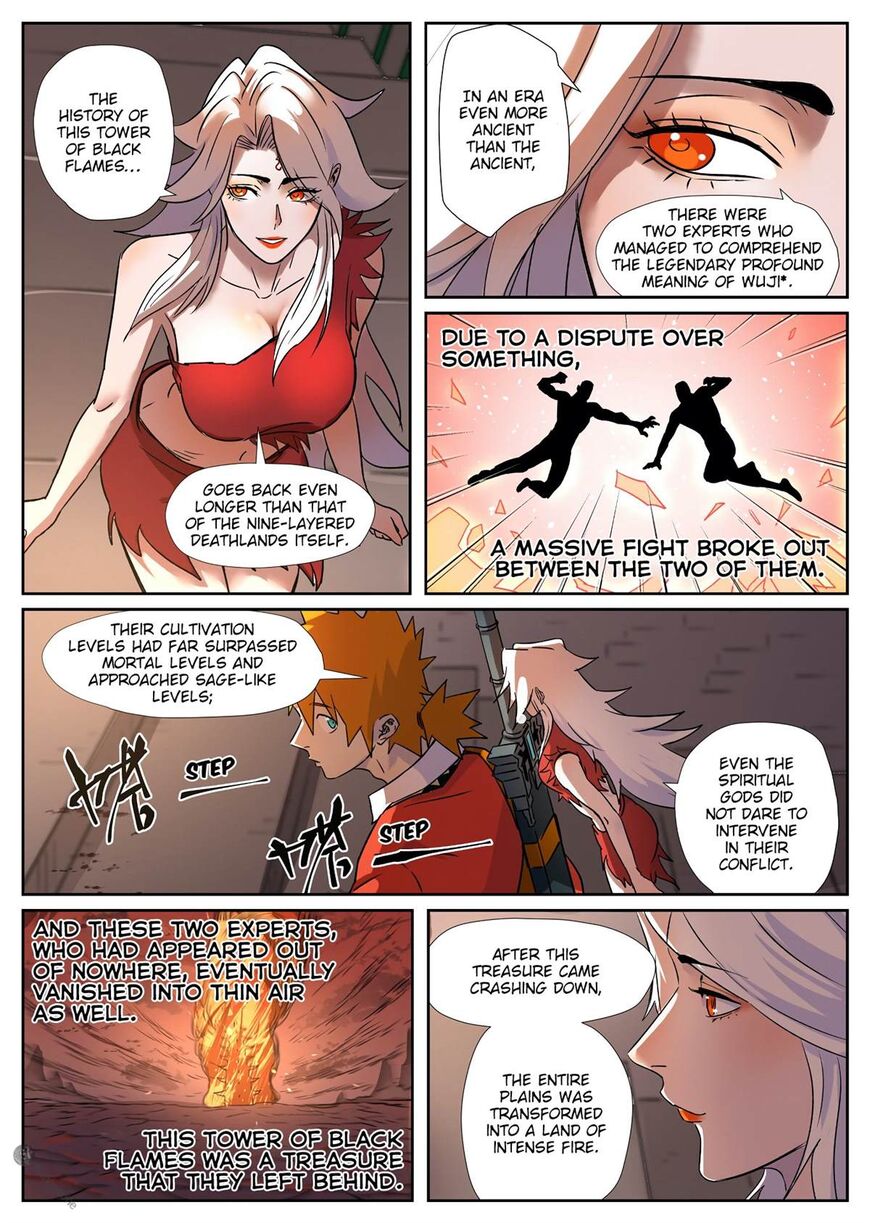 THE
HISTORY OF
THIS TOWER
OF BLACK
FLAMES...
GOES BACK EVEN
LONGER THAN THAT
OF THE NINE-LAYERED
DEATHLANDS ITSELF.
IN AN ERA
EVEN MORE
ANCIENT
THAN THE
ANCIENT,
THERE WERE
TWO EXPERTS WHO
MANAGED TO COMPREHEND
THE LEGENDARY PROFOUND
MEANING OF WUJI*.
DUE TO A DISPUTE OVER
SOMETHING,
A MASSIVE FIGHT BROKE OUT
BETWEEN THE TWO OF THEM.
THEIR CULTIVATION
LEVELS HAD FAR SURPASSED
MORTAL LEVELS AND
APPROACHED SAGE-LIKE
LEVELS;
STEP
STEP
EVEN THE
SPIRITUAL
GODS DID
NOT DARE TO
INTERVENE
IN THEIR
CONFLICT.
AND THESE TWO EXPERTS,
WHO HAD APPEARED OUT
OF NOWHERE, EVENTUALLY
VANISHED INTO THIN AIR
AS WELL.
THIS TOWER OF BLACK
FLAMES WAS A TREASURE
THAT THEY LEFT BEHIND.
AFTER THIS
TREASURE CAME
CRASHING DOWN,
THE ENTIRE
PLAINS WAS
TRANSFORMED
INTO A LAND OF
INTENSE FIRE.